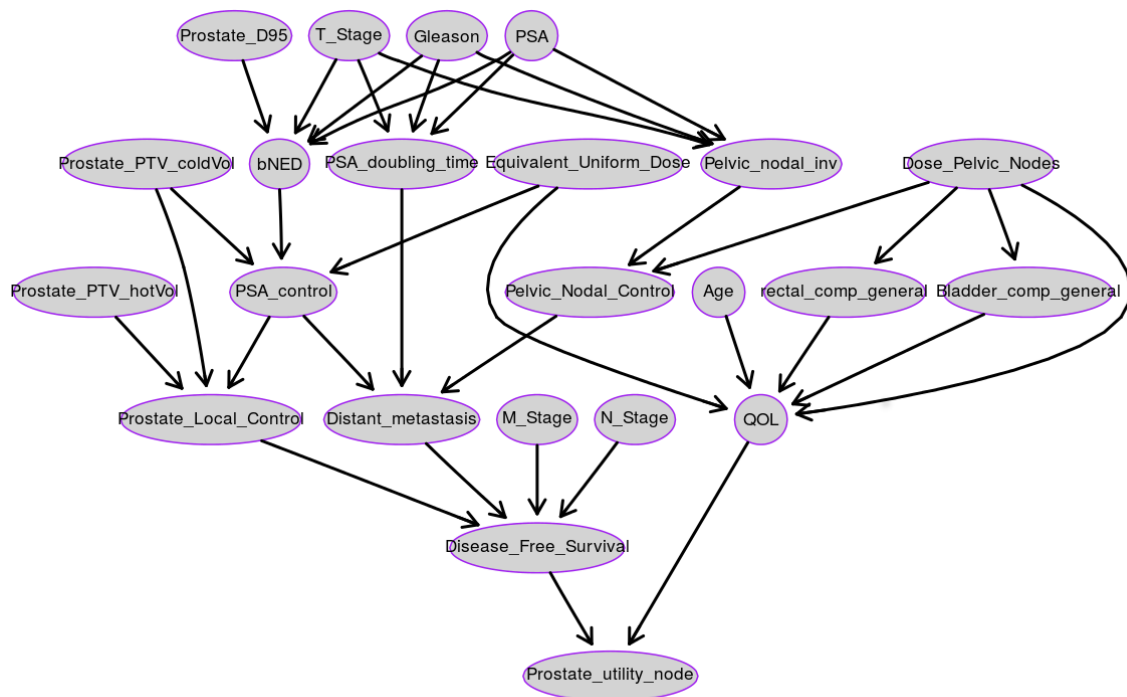 Prostate_D95
T_Stage
Gleason
PSA
Prostate_PTV_coldVol
bNED
PSA_doubling_time
Equivalent_Uniform_Dose
Pelvic_nodal_inv
Dose_Pelvic_Nodes
Prostate_PTV_hotVol
PSA_control
Pelvic_Nodal_Control
Age
rectal_comp_general
Bladder_comp_general
Prostate_Local_Control
Distant_metastasis
M_Stage
N_Stage
QOL
Disease_Free_Survival
Prostate_utility_node